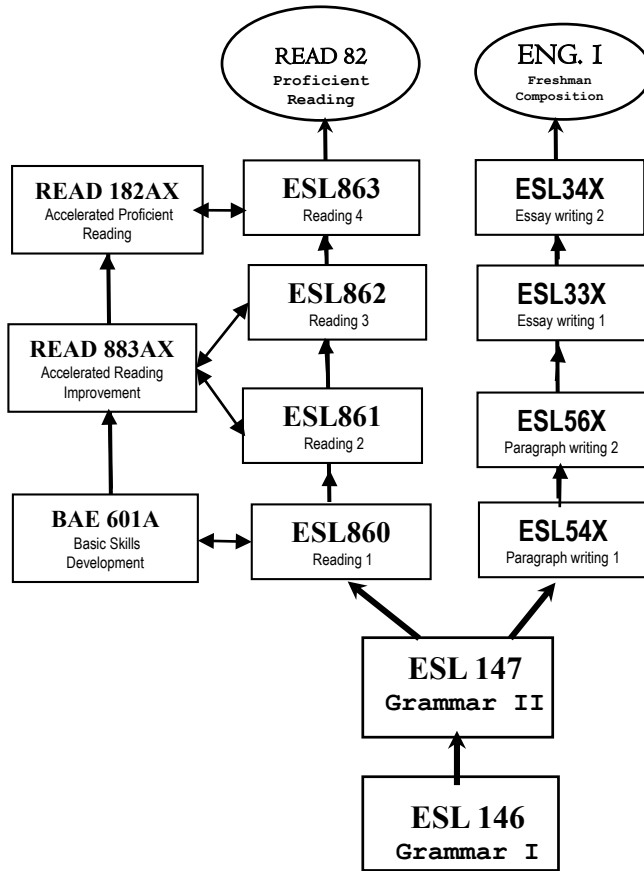 READ 82
Proficient
Reading
ENG. I
Freshman
Composition
READ 182AX
Accelerated Proficient
Reading
ESL863
Reading 4
ESL34X
Essay writing 2
READ 883AX
Accelerated Reading
Improvement
ESL862
Reading 3
ESL33X
Essay writing 1
ESL861
Reading 2
ESL56X
Paragraph writing 2
BAE 601A
Basic Skills
Development
ESL860
Reading 1
ESL54X
Paragraph writing 1
ESL 147
Grammar II
ESL 146
Grammar I